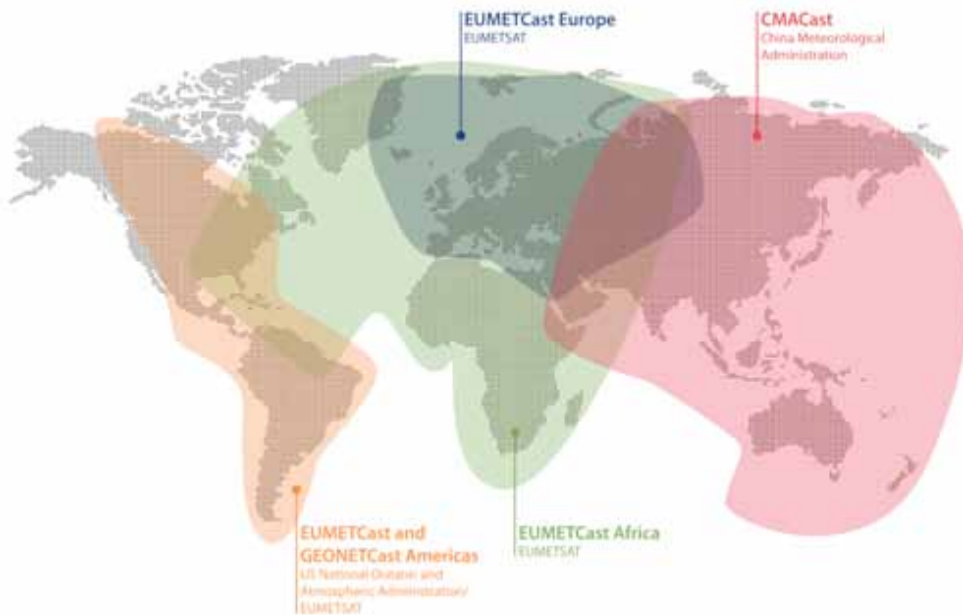 EUMETCast Europe
EUMETSAT
CMACast
China Meteorological
Administration
EUMETCast and
GEONETCast Americas
US National Oceanic and
Atmospheric Administration/
EUMETSAT
EUMETCast Africa
EUMETSAT